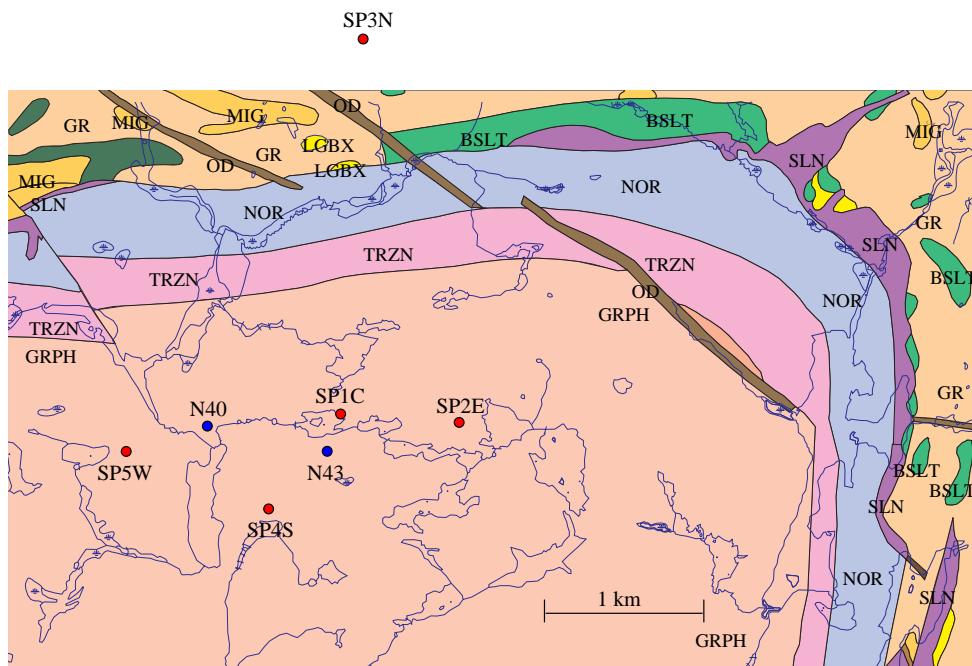 SP3N
OD
MIG
MIG
BSLT
BSLT
GR
MIG
LGBX
GR
SLN
OD
LGBX
MIG
NOR
SLN
NOR
GR
SLN
TRZN
TRZN
TRZN
BSLT
OD
NOR
GRPH
TRZN
GRPH
SP1C
GR
N40
SP2E
SP5W
N43
BSLT
BSLT
SLN
SP4S
NOR
SLN
1 km
GRPH